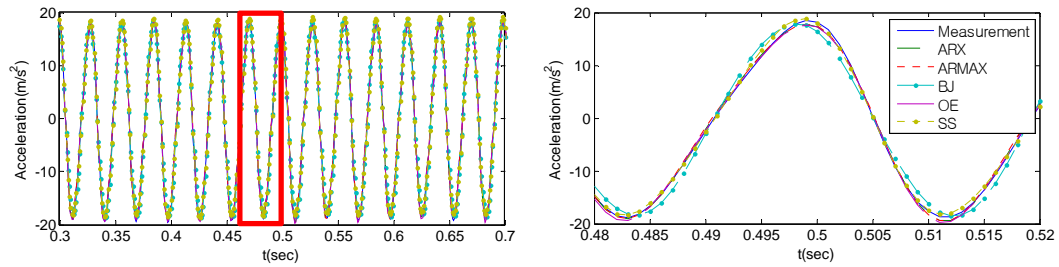 20
10
0
-10
-20
Acceleration(m/s²)
0.3 0.35 0.4 0.45 0.5 0.55 0.6 0.65 0.7
t(sec)
20
10
0
-10
-20
Acceleration(m/s²)
0.48 0.485 0.49 0.495 0.5 0.505 0.51 0.515 0.52
t(sec)
Measurement
ARX
ARMAX
BJ
OE
SS